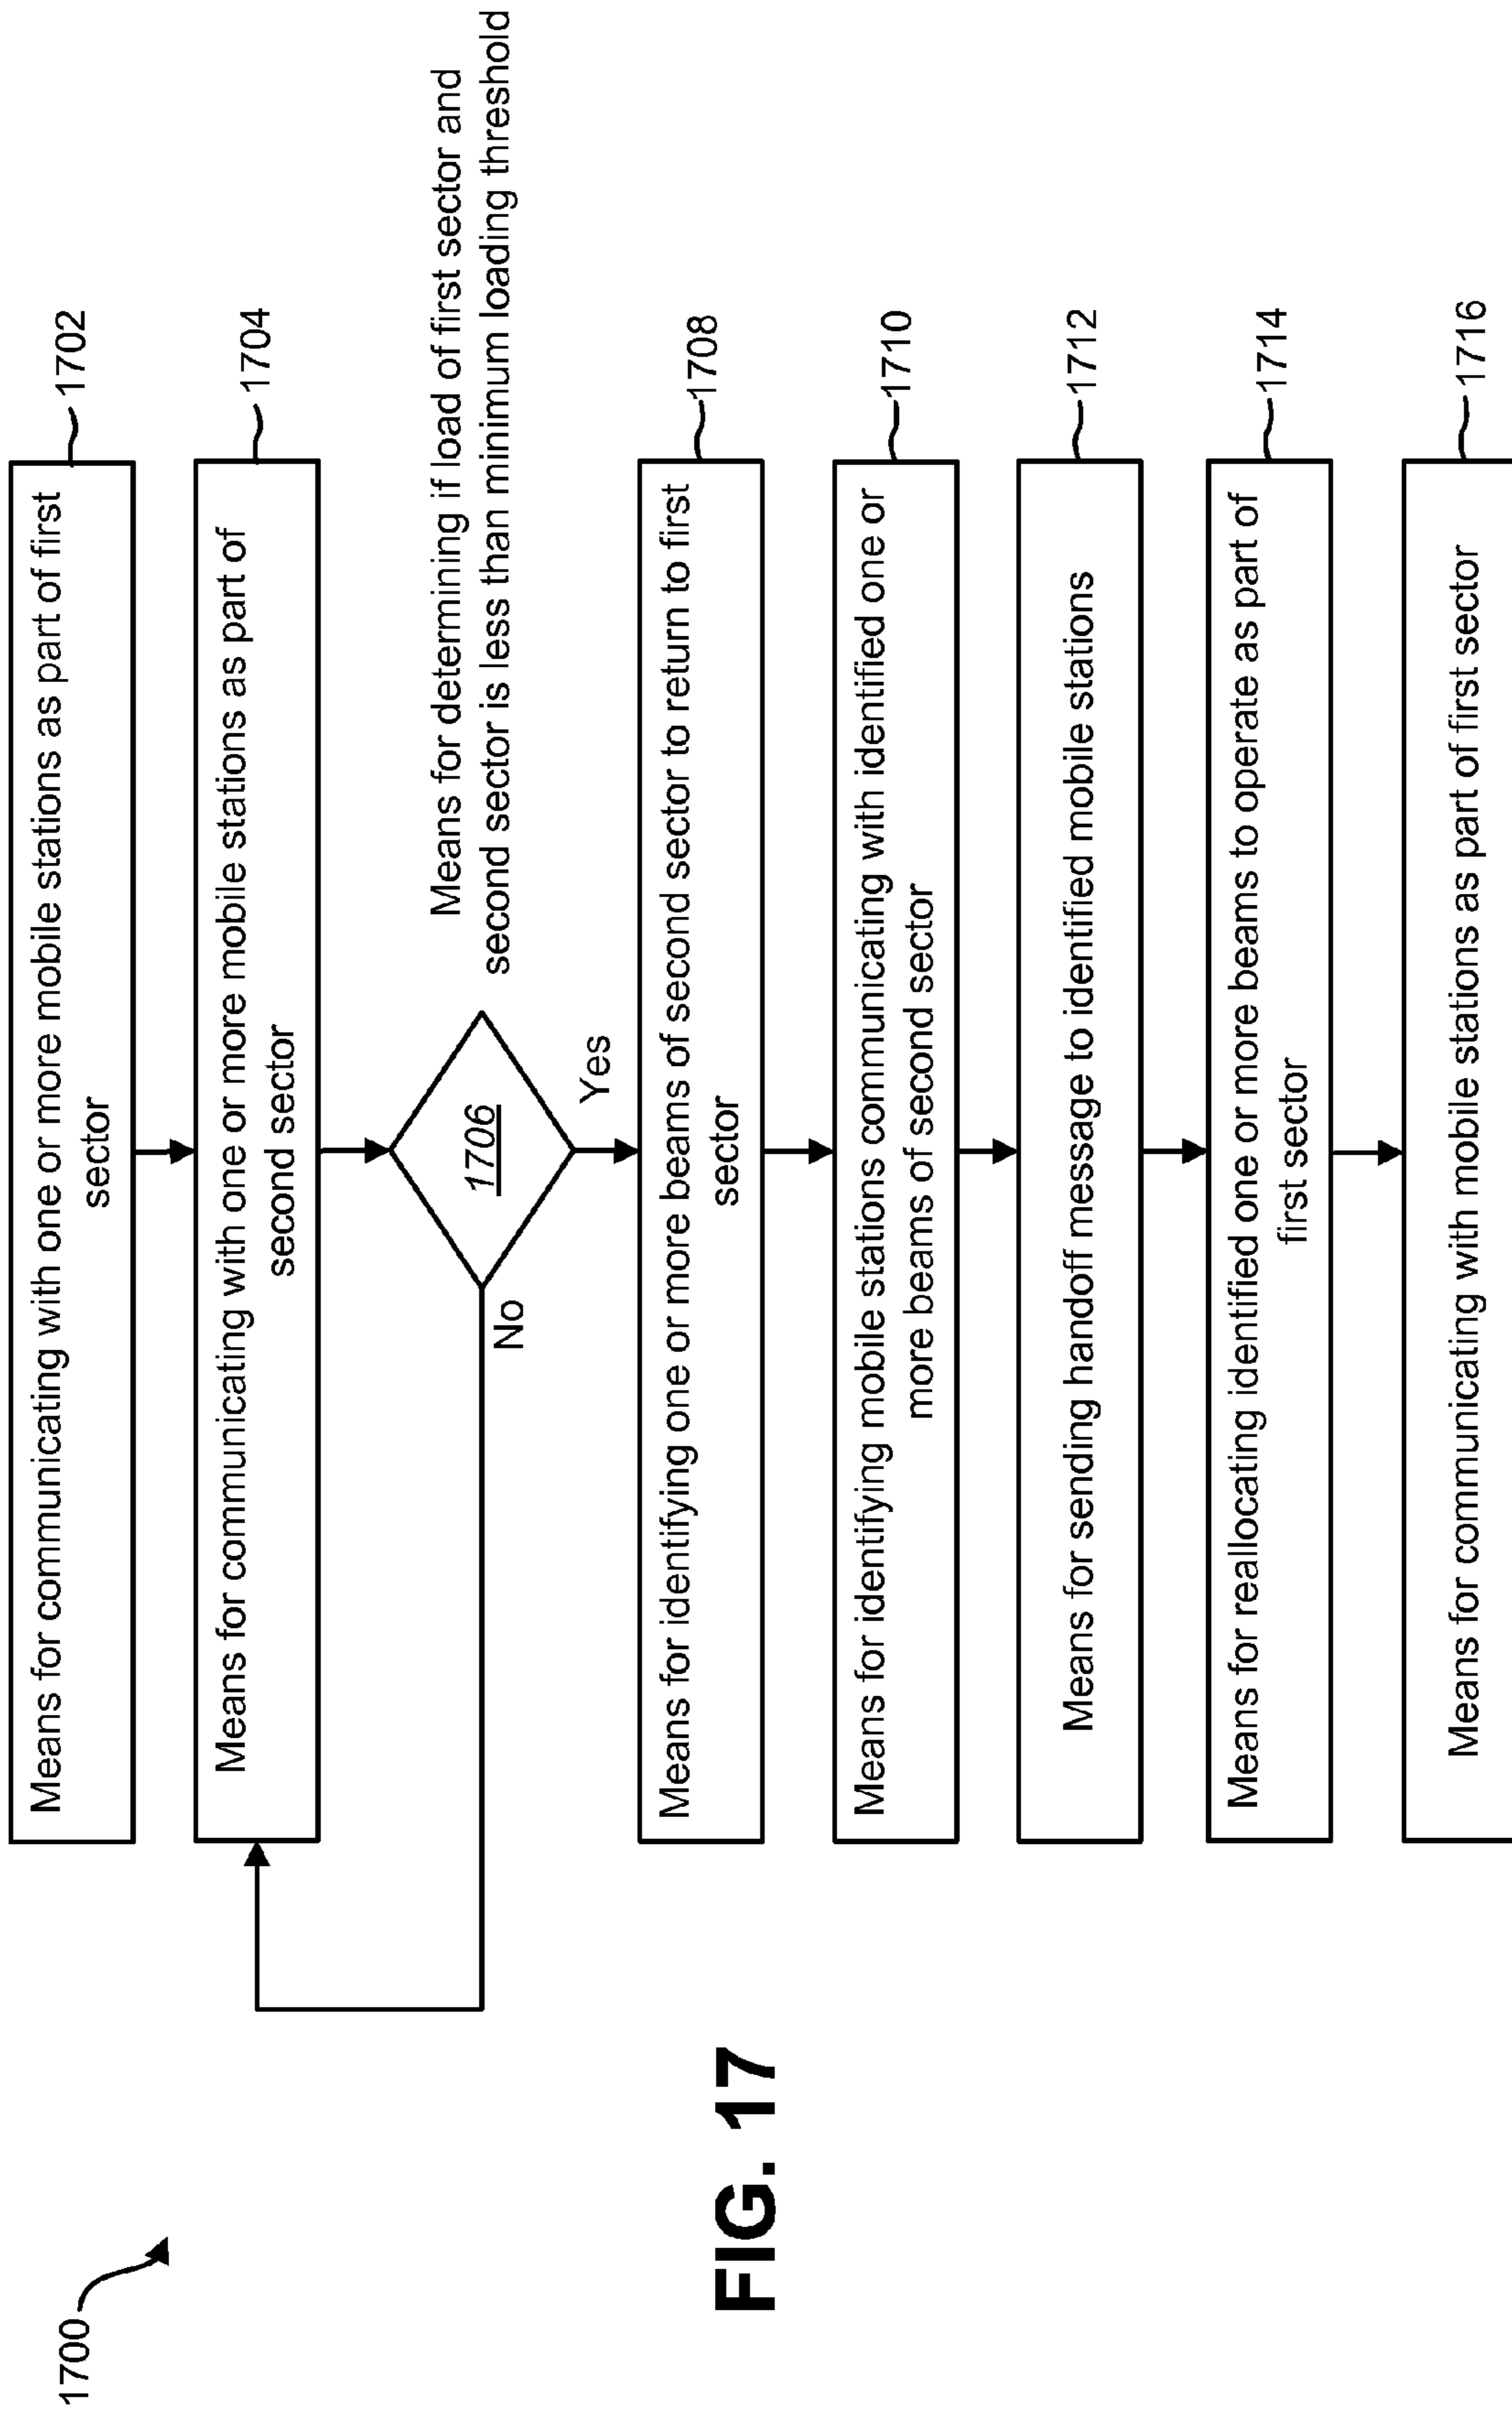 1700
Means for communicating with one or more mobile stations as part of first
sector
1702
Means for communicating with one or more mobile stations as part of
second sector
1704
Means for determining if load of first sector and
second sector is less than minimum loading threshold
1706
No
Yes
Means for identifying one or more beams of second sector to return to first
sector
1708
Means for identifying mobile stations communicating with identified one or
more beams of second sector
1710
Means for sending handoff message to identified mobile stations
1712
Means for reallocating identified one or more beams to operate as part of
first sector
1714
Means for communicating with mobile stations as part of first sector
1716
FIG. 17